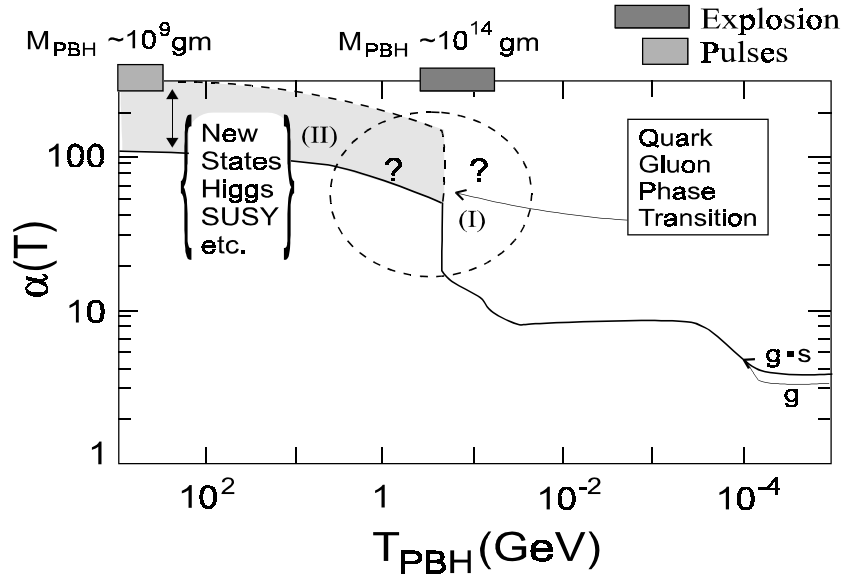 Explosion
Pulses
M_PBH ~10^9 gm
M_PBH ~10^14 gm
100
10
1
α(T)
New
States
Higgs
SUSY
etc.
(II)
?
?
(I)
Quark
Gluon
Phase
Transition
g·s
g
10^2
1
10^-2
10^-4
T_PBH (GeV)